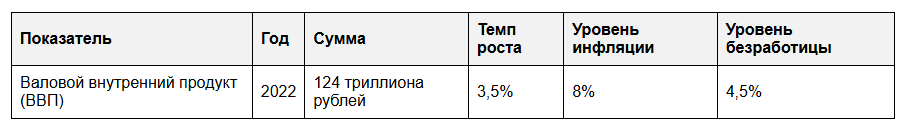 Показатель
Год
Сумма
Темп
роста
Уровень
инфляции
Уровень
безработицы
Валовой внутренний продукт
(ВВП)
2022
124 триллиона
рублей
3,5%
8%
4,5%